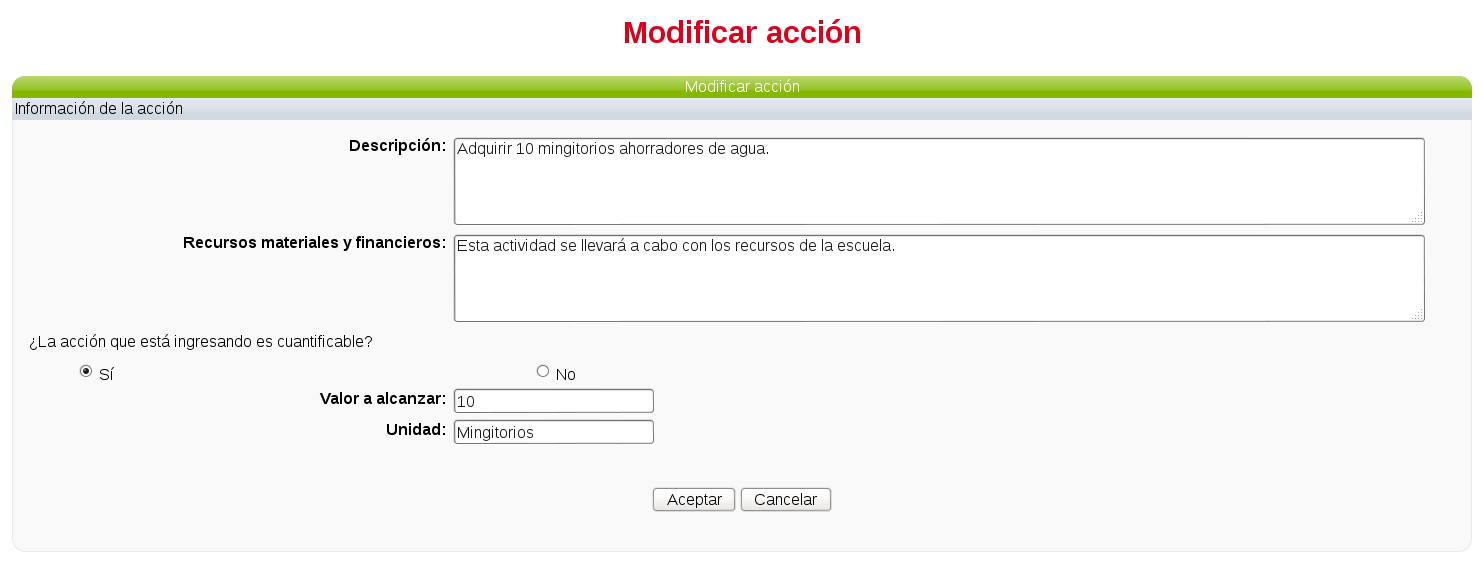 Modificar acción
Modificar acción
Información de la acción
Descripción: Adquirir 10 mingitorios ahorradores de agua.
Recursos materiales y financieros: Esta actividad se llevará a cabo con los recursos de la escuela.
¿La acción que está ingresando es cuantificable?
Sí No
Valor a alcanzar: 10
Unidad: Mingitorios
Aceptar Cancelar